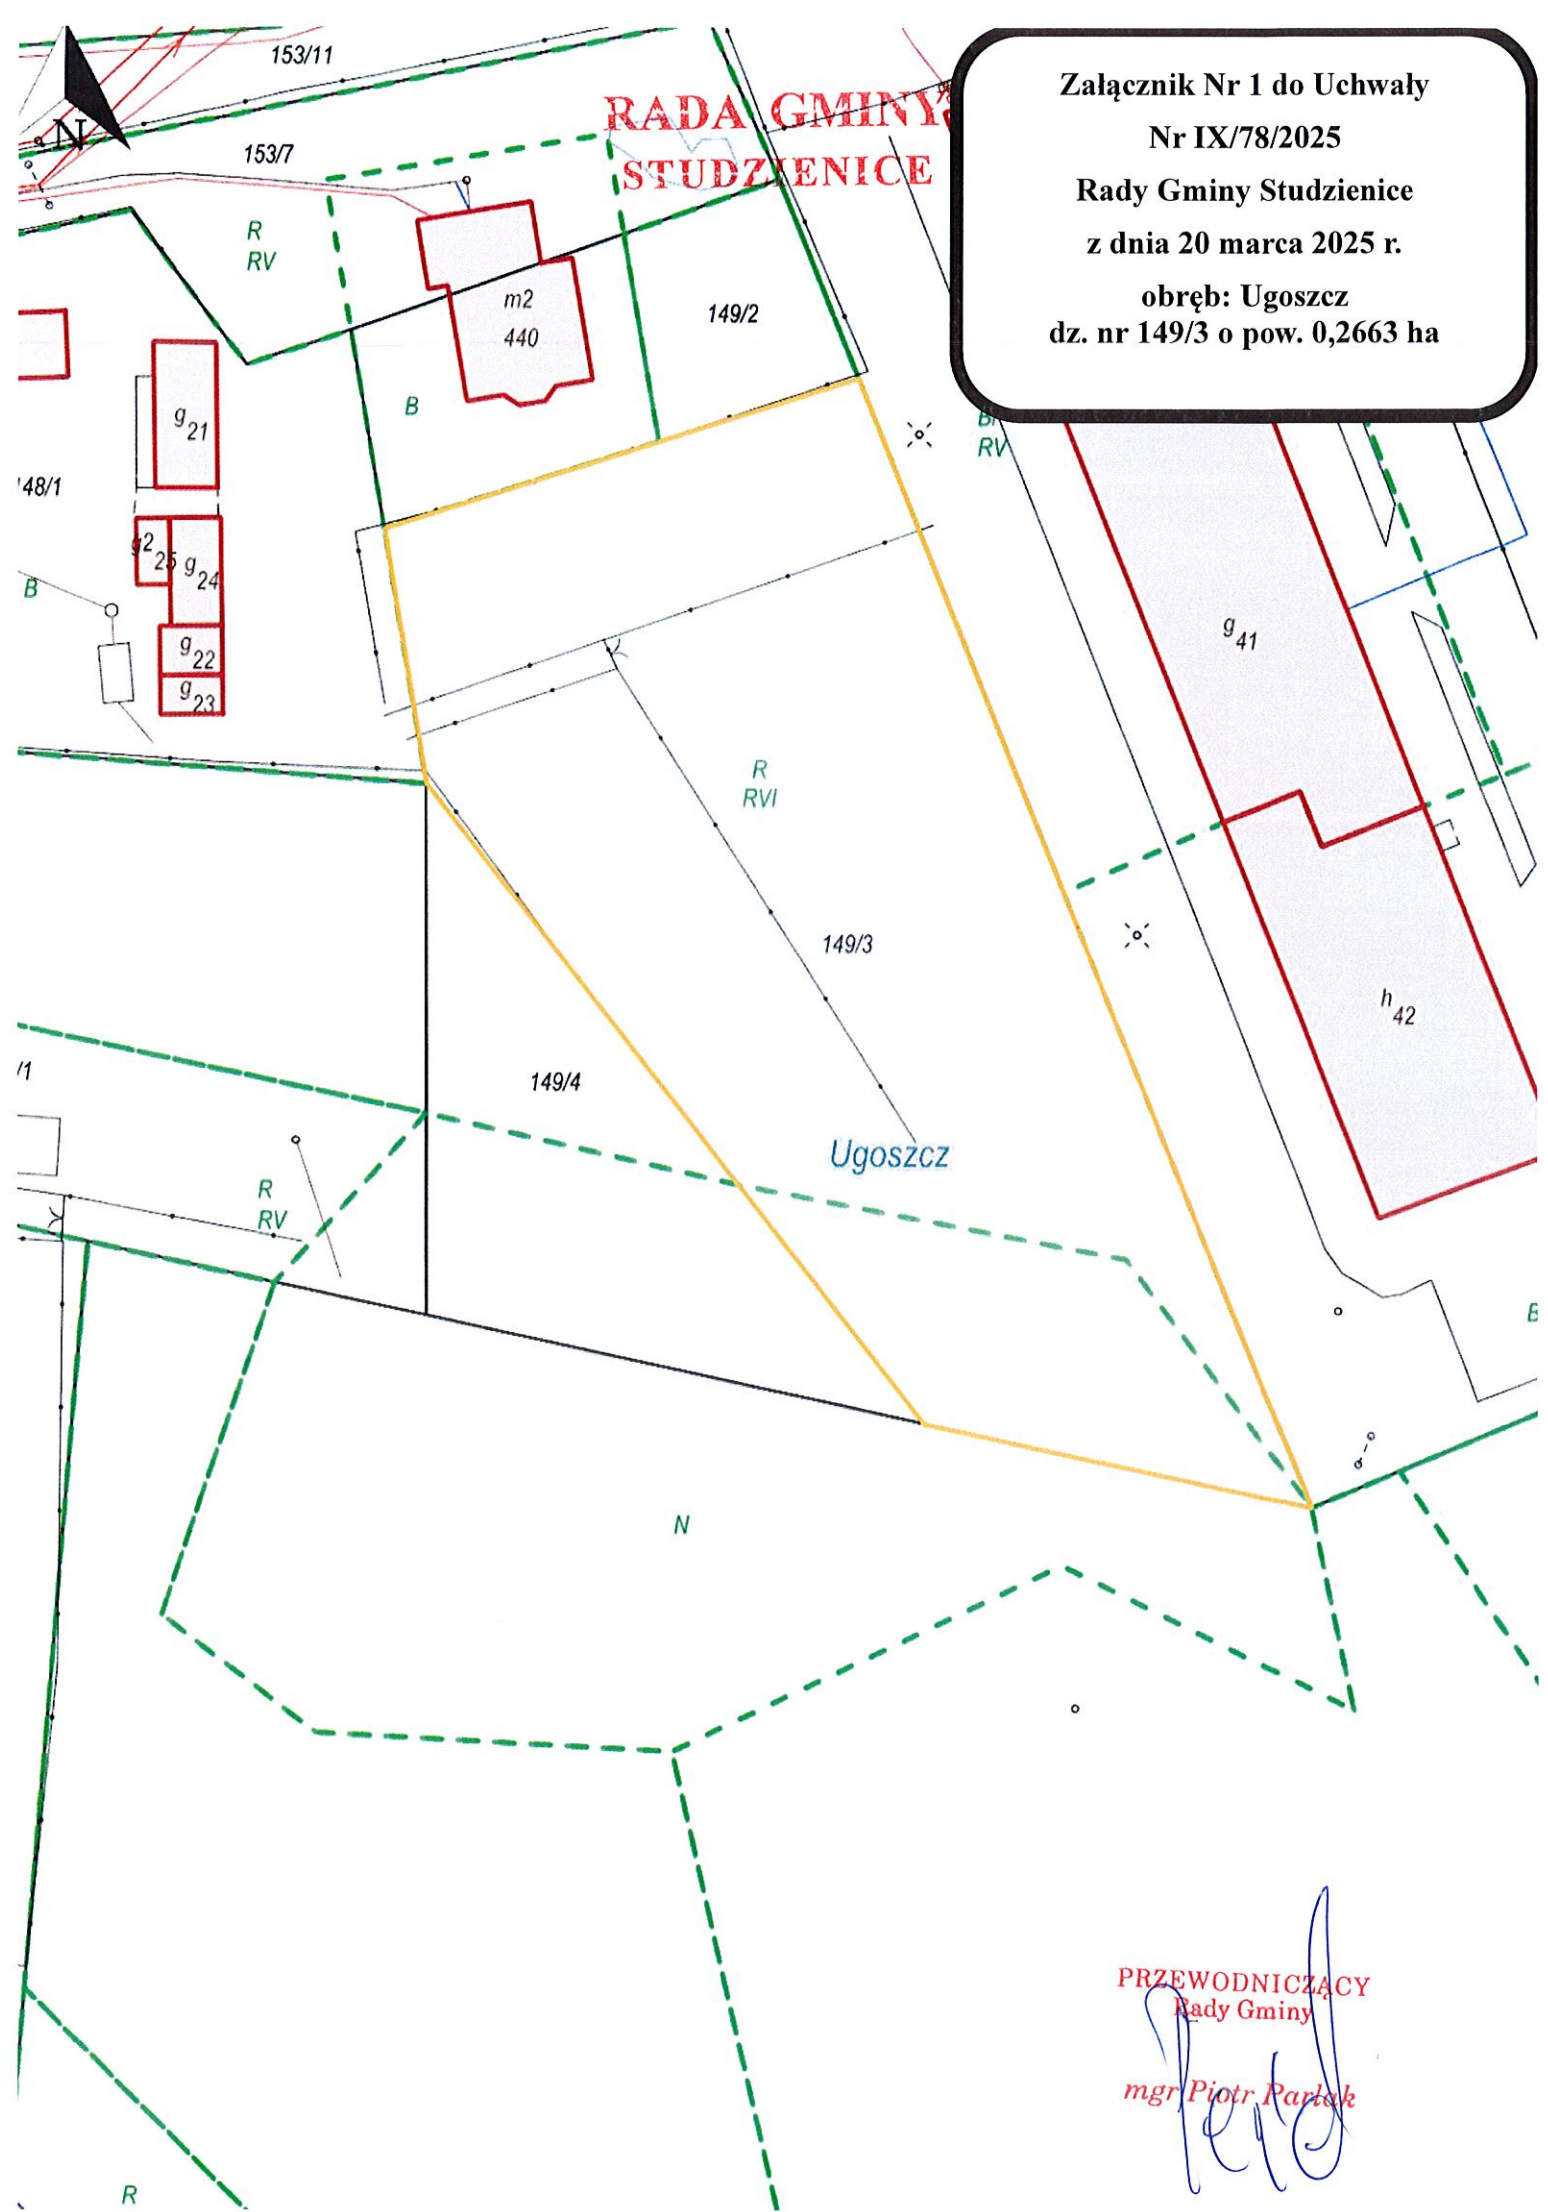 153/11
RADA GMINY
STUDZIENICE
Załącznik Nr 1 do Uchwały
Nr IX/78/2025
Rady Gminy Studzienice
z dnia 20 marca 2025 r.
obręb: Ugoszcz
dz. nr 149/3 o pow. 0,2663 ha
N
153/7
R
RV
m2
440
149/2
B
g 21
RV
148/1
g2 25
g 24
B
g 22
g 23
g 41
R
RVI
149/3
h 42
/1
149/4
Ugoszcz
R
RV
N
PRZEWODNICZĄCY
Rady Gminy
mgr Piotr Parlak
R